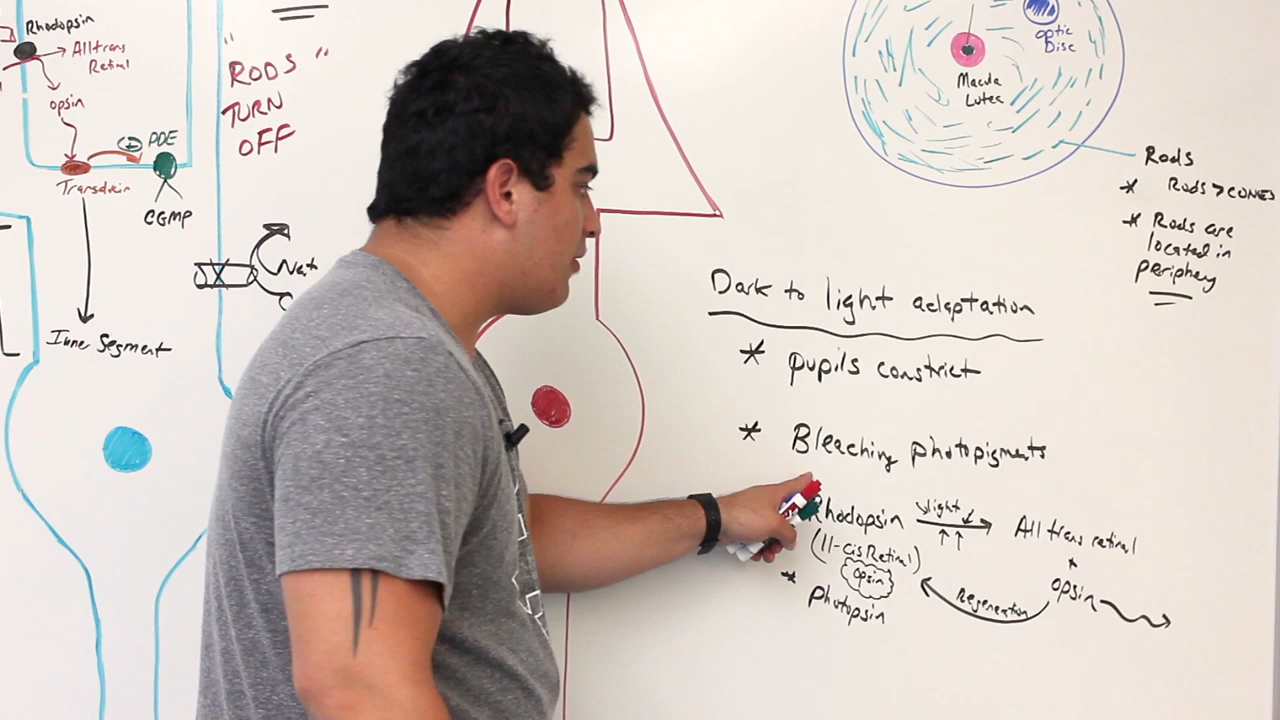 Rhodopsin
All trans
Retinal
opsin
PDE
Transducin
CGMP
Inner Segment
"RODS"
TURN
OFF
Na+
optic
Disc
Macula
Lutea
Rods
* Rods > CONES
* Rods are
located in
periphery
Dark to light adaptation
* pupils constrict
* Bleaching photopigments
Rhodopsin light All trans retinal
(11-cis Retinal) +
opsin opsin
* photopsin Regeneration